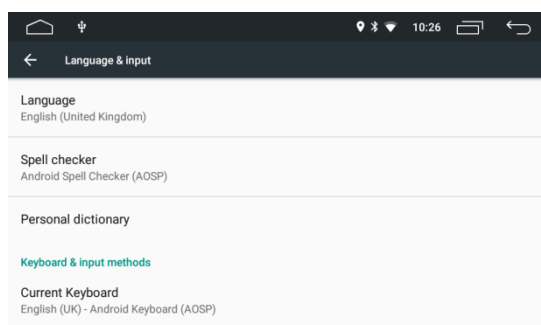 10:26
Language & input
Language
English (United Kingdom)
Spell checker
Android Spell Checker (AOSP)
Personal dictionary
Keyboard & input methods
Current Keyboard
English (UK) - Android Keyboard (AOSP)